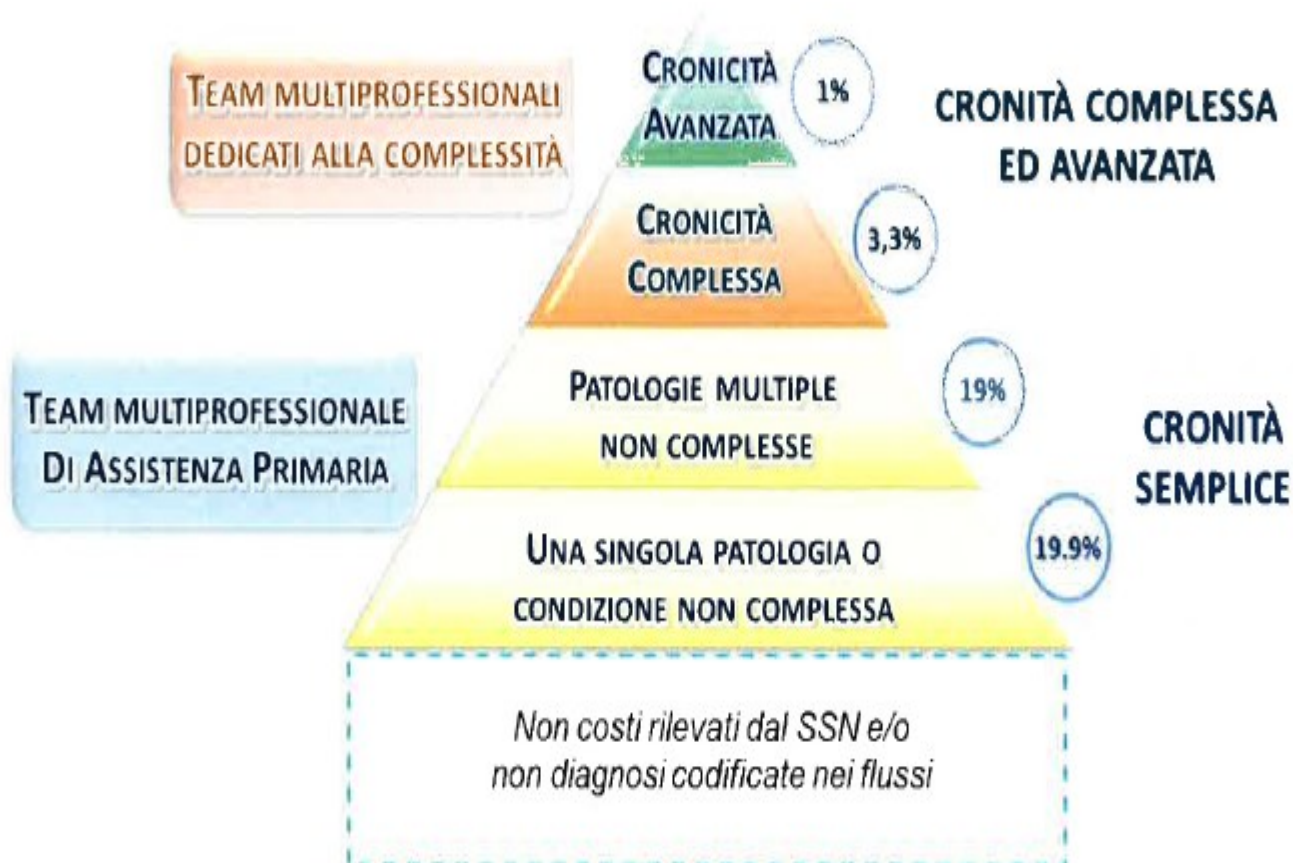 TEAM MULTIPROFESSIONALI
DEDICATI ALLA COMPLESSITÀ
CRONICITÀ
AVANZATA
1%
CRONITÀ COMPLESSA
ED AVANZATA
CRONICITÀ
COMPLESSA
3,3%
TEAM MULTIPROFESSIONALE
DI ASSISTENZA PRIMARIA
PATOLOGIE MULTIPLE
NON COMPLESSE
19%
CRONITÀ
SEMPLICE
UNA SINGOLA PATOLOGIA O
CONDIZIONE NON COMPLESSA
19.9%
Non costi rilevati dal SSN e/o
non diagnosi codificate nei flussi